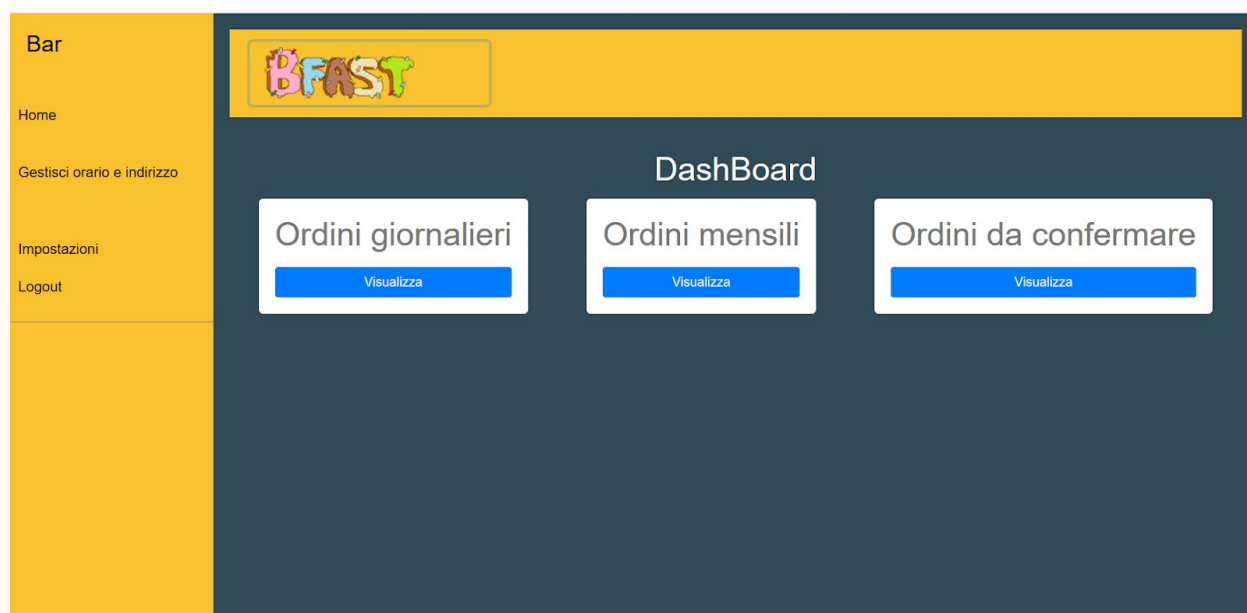 Bar
Home
Gestisci orario e indirizzo
Impostazioni
Logout
BFAST
DashBoard
Ordini giornalieri
Visualizza
Ordini mensili
Visualizza
Ordini da confermare
Visualizza